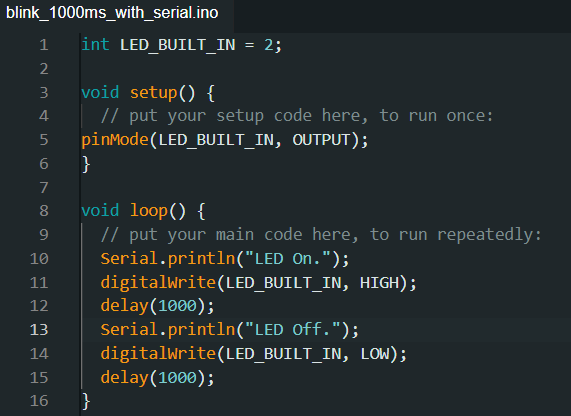 blink_1000ms_with_serial.ino
1 int LED_BUILT_IN = 2;
2
3 void setup() {
4   // put your setup code here, to run once:
5 pinMode(LED_BUILT_IN, OUTPUT);
6 }
7
8 void loop() {
9   // put your main code here, to run repeatedly:
10   Serial.println("LED On.");
11   digitalWrite(LED_BUILT_IN, HIGH);
12   delay(1000);
13   Serial.println("LED Off.");
14   digitalWrite(LED_BUILT_IN, LOW);
15   delay(1000);
16 }